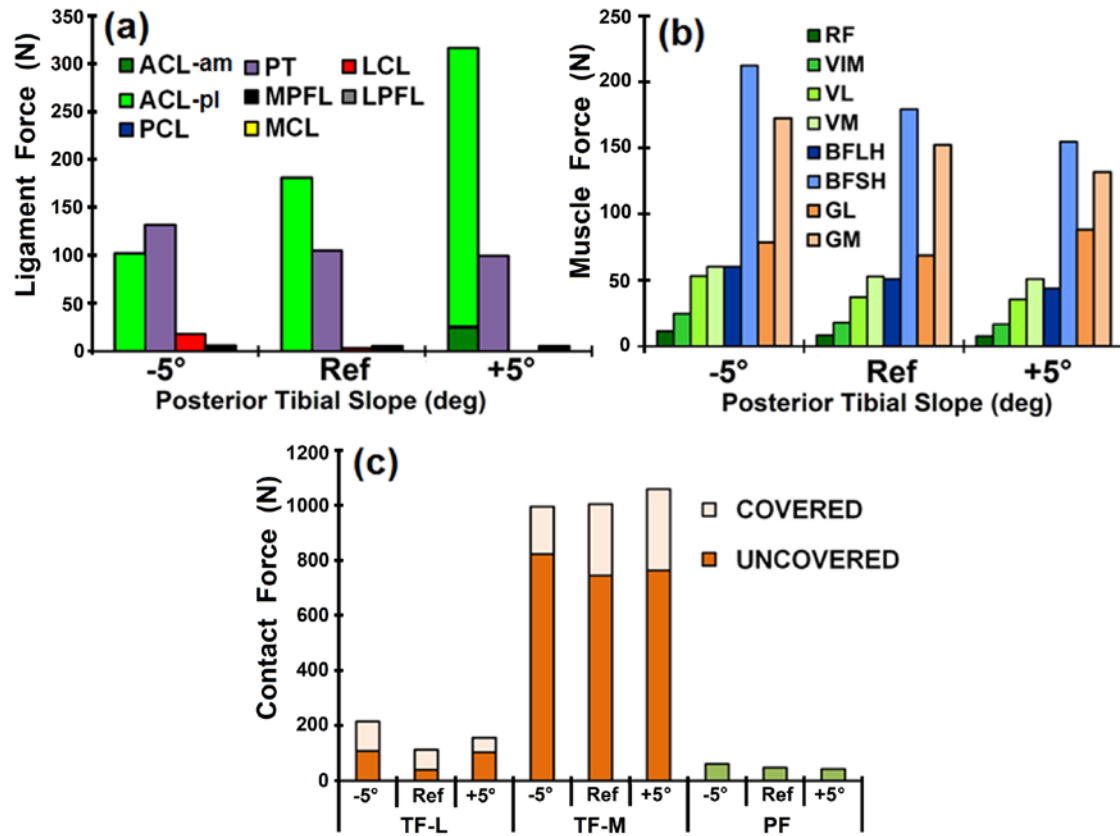 (a)
Ligament Force (N)
350
300
250
200
150
100
50
0
ACL-am
PT
LCL
ACL-pl
MPFL
LPFL
PCL
MCL
-5°
Ref
+5°
Posterior Tibial Slope (deg)
(b)
Muscle Force (N)
250
200
150
100
50
0
RF
VIM
VL
VM
BFLH
BFSH
GL
GM
-5°
Ref
+5°
Posterior Tibial Slope (deg)
(c)
Contact Force (N)
1200
1000
800
600
400
200
0
COVERED
UNCOVERED
-5°
Ref
+5°
-5°
Ref
+5°
-5°
Ref
+5°
TF-L
TF-M
PF